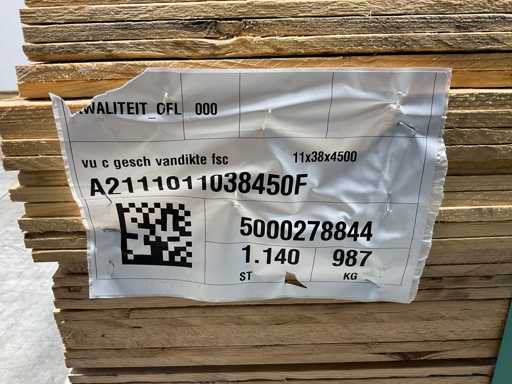 KWALITEIT_CFL 000
vu c gesch vandikte fsc 11x38x4500
A2111011038450F
5000278844
1.140 987
ST KG